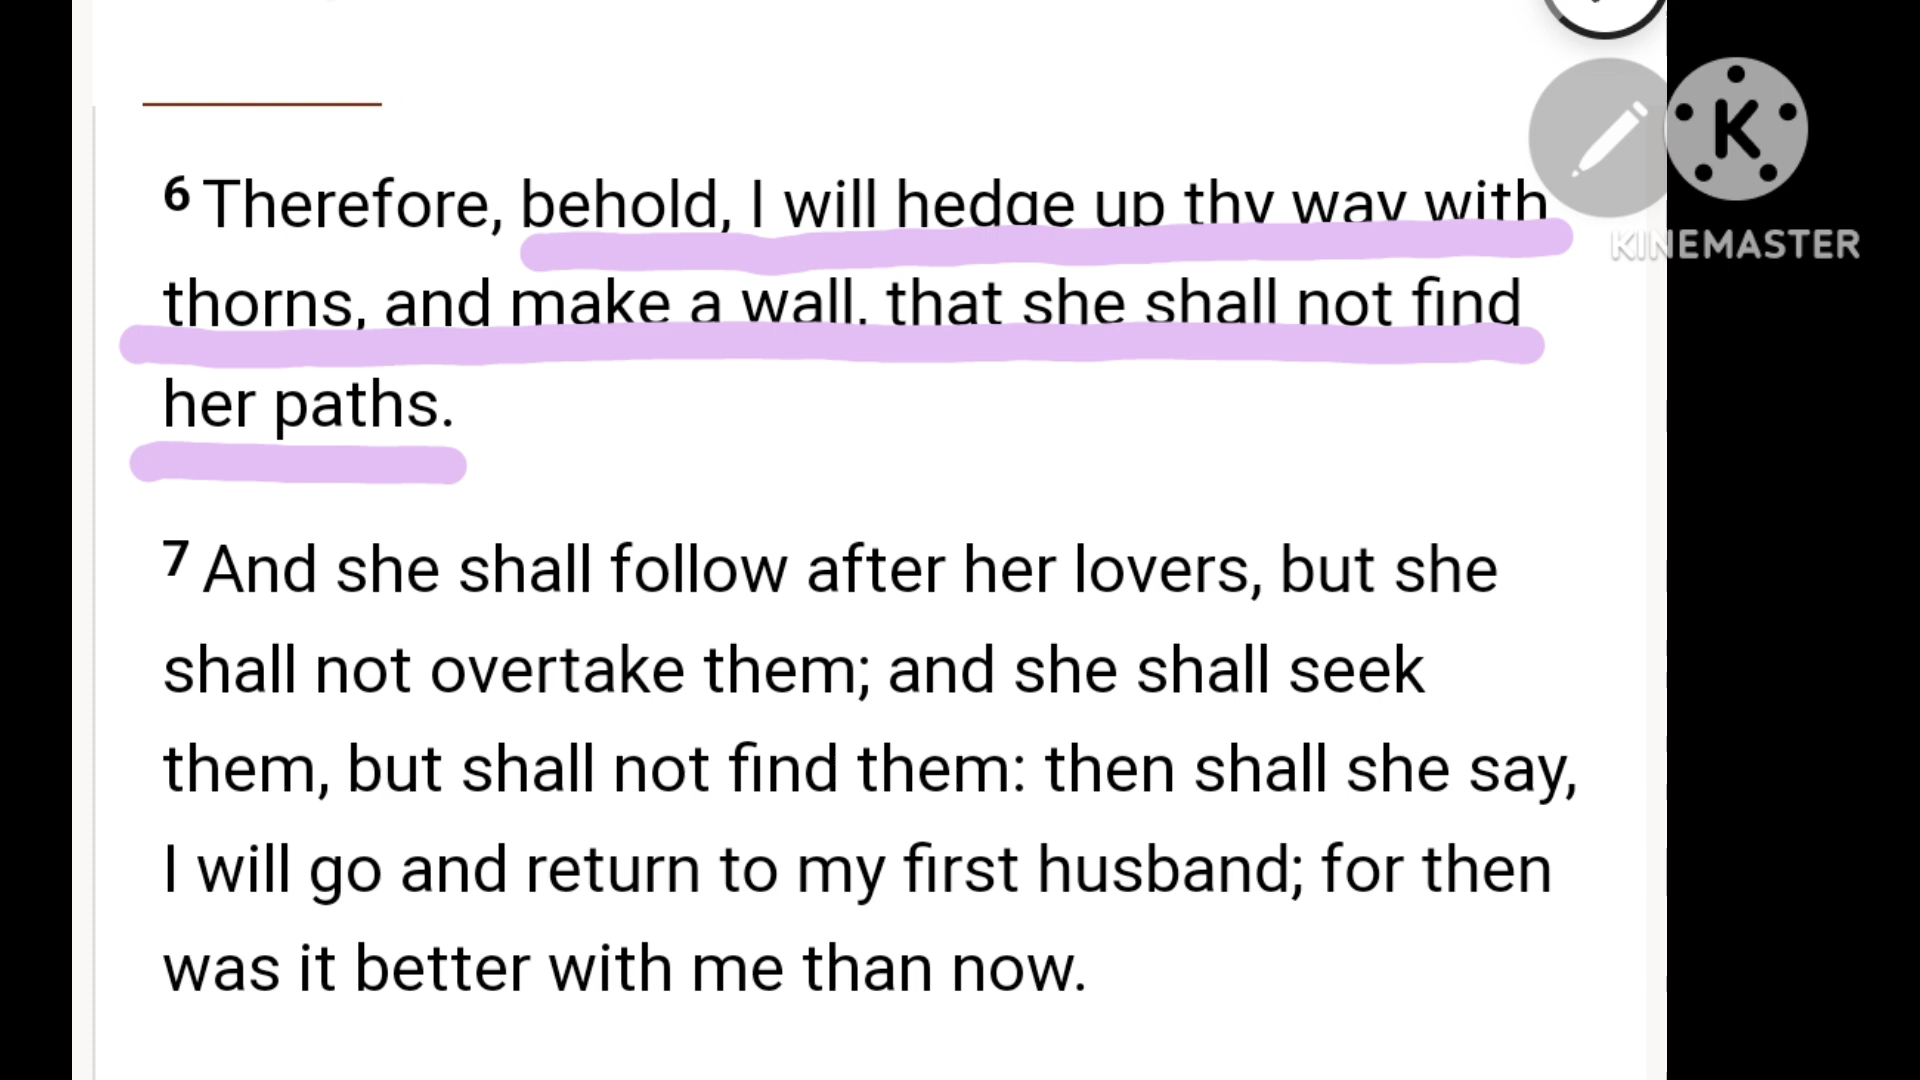 6 Therefore, behold, I will hedge up thy way with
thorns, and make a wall, that she shall not find
her paths.
7 And she shall follow after her lovers, but she
shall not overtake them; and she shall seek
them, but shall not find them: then shall she say,
I will go and return to my first husband; for then
was it better with me than now.
K
KINEMASTER